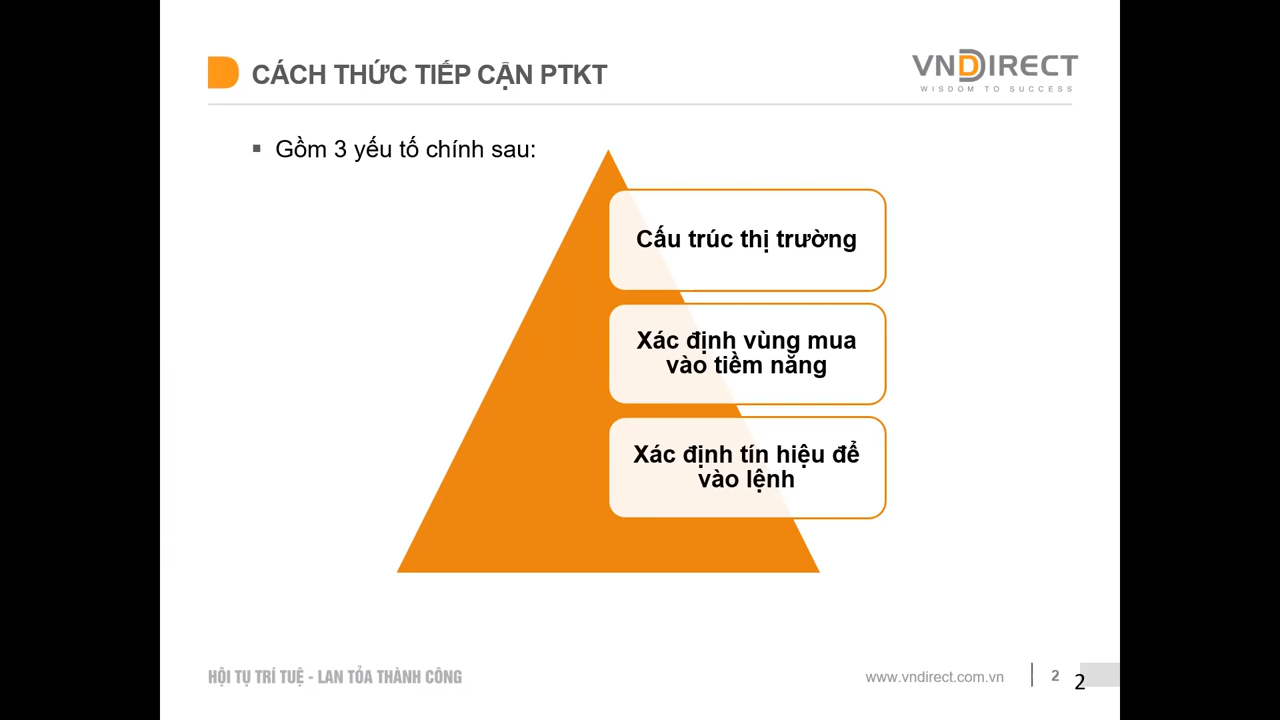 CÁCH THỨC TIẾP CẬN PTKT
VNDIRECT
WISDOM TO SUCCESS
▪ Gồm 3 yếu tố chính sau:
Cấu trúc thị trường
Xác định vùng mua
vào tiềm năng
Xác định tín hiệu để
vào lệnh
HỘI TỤ TRÍ TUỆ - LAN TỎA THÀNH CÔNG
www.vndirect.com.vn
2
2